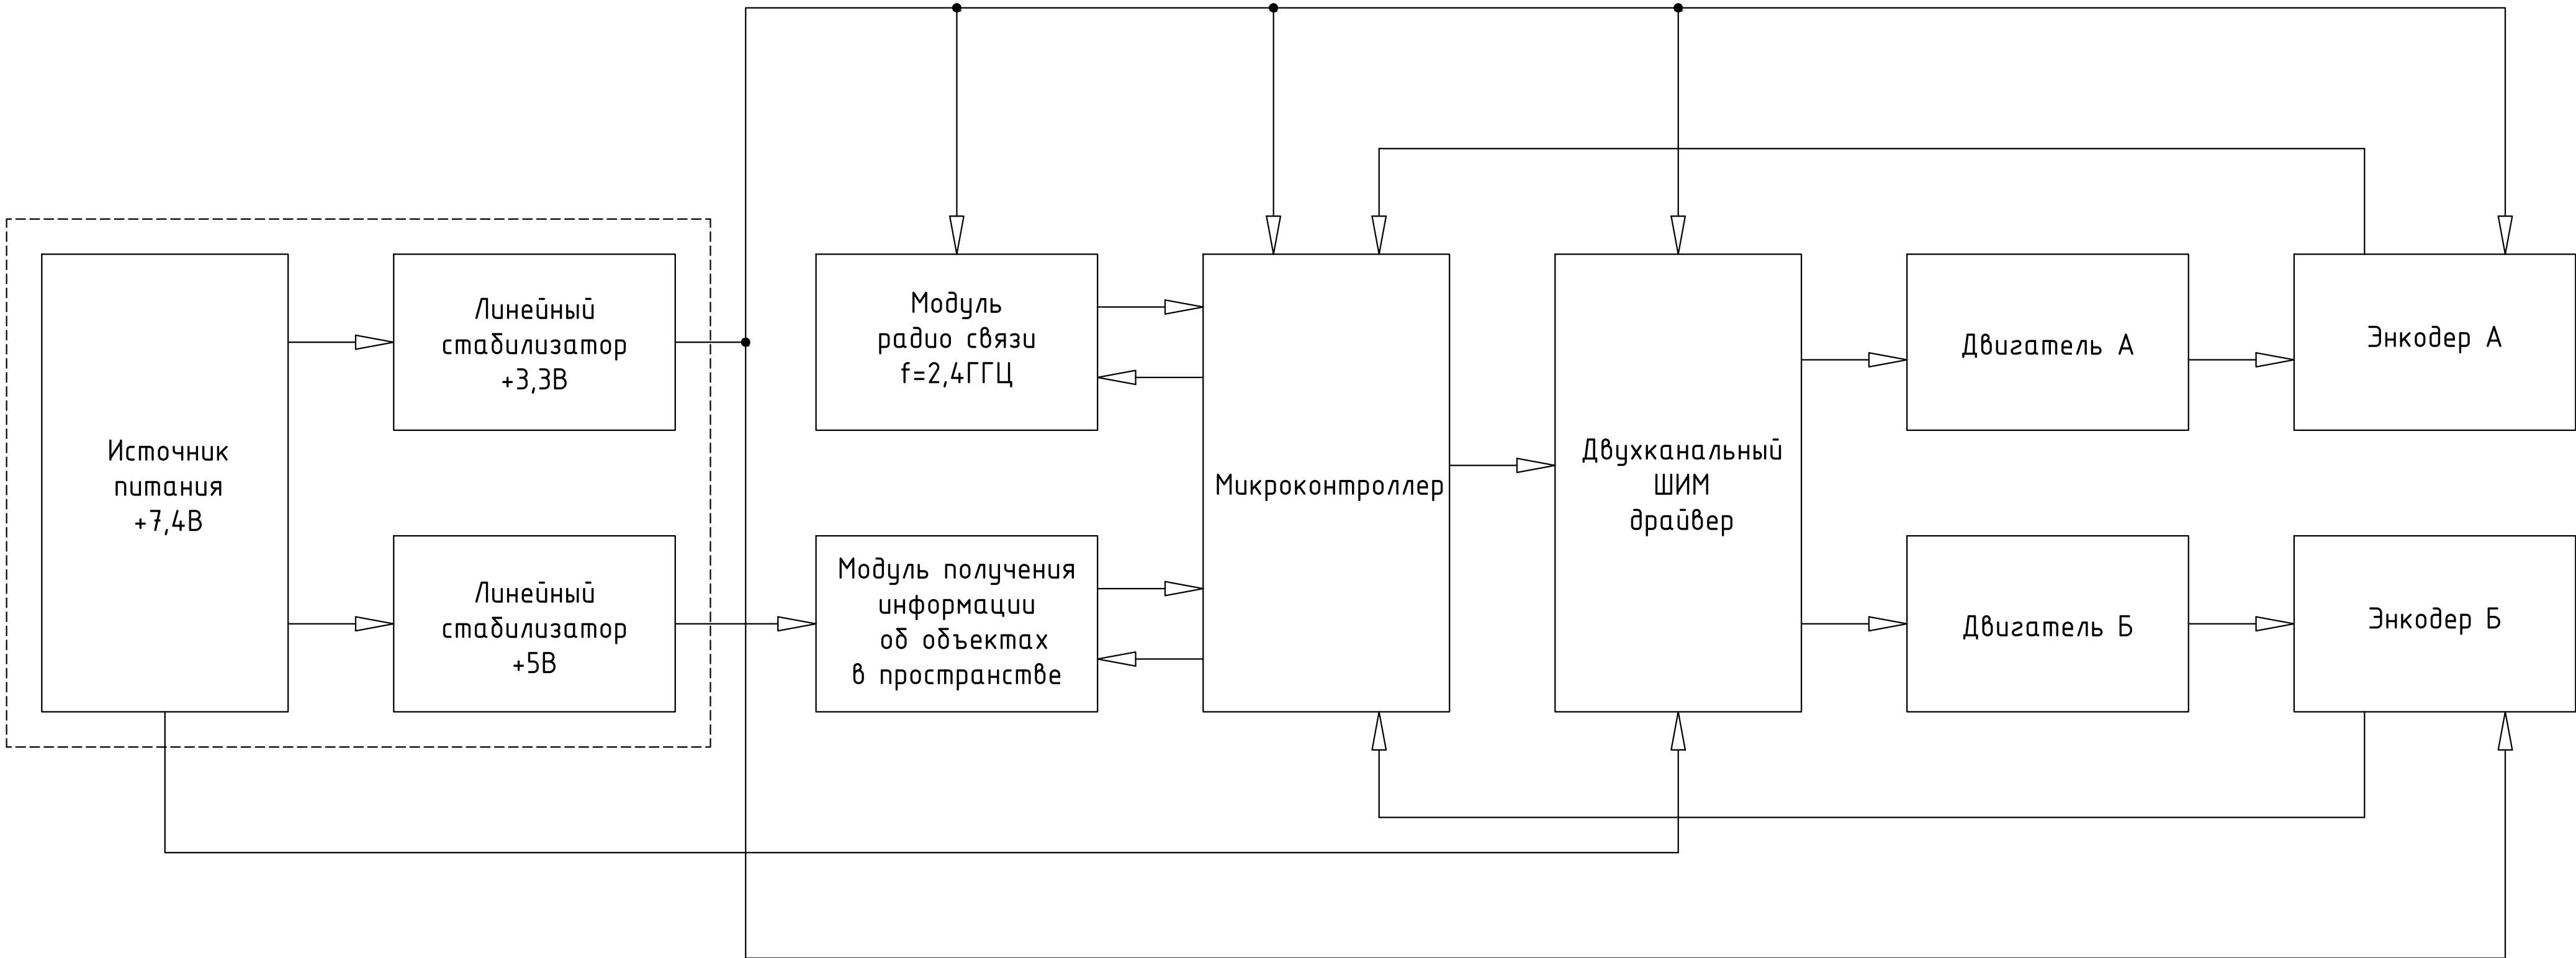 Источник
питания
+7,4В
Линейный
стабилизатор
+3,3В
Линейный
стабилизатор
+5В
Модуль
радио связи
f=2,4ГГЦ
Модуль получения
информации
об объектах
в пространстве
Микроконтроллер
Двухканальный
ШИМ
драйвер
Двигатель А
Двигатель Б
Энкодер А
Энкодер Б